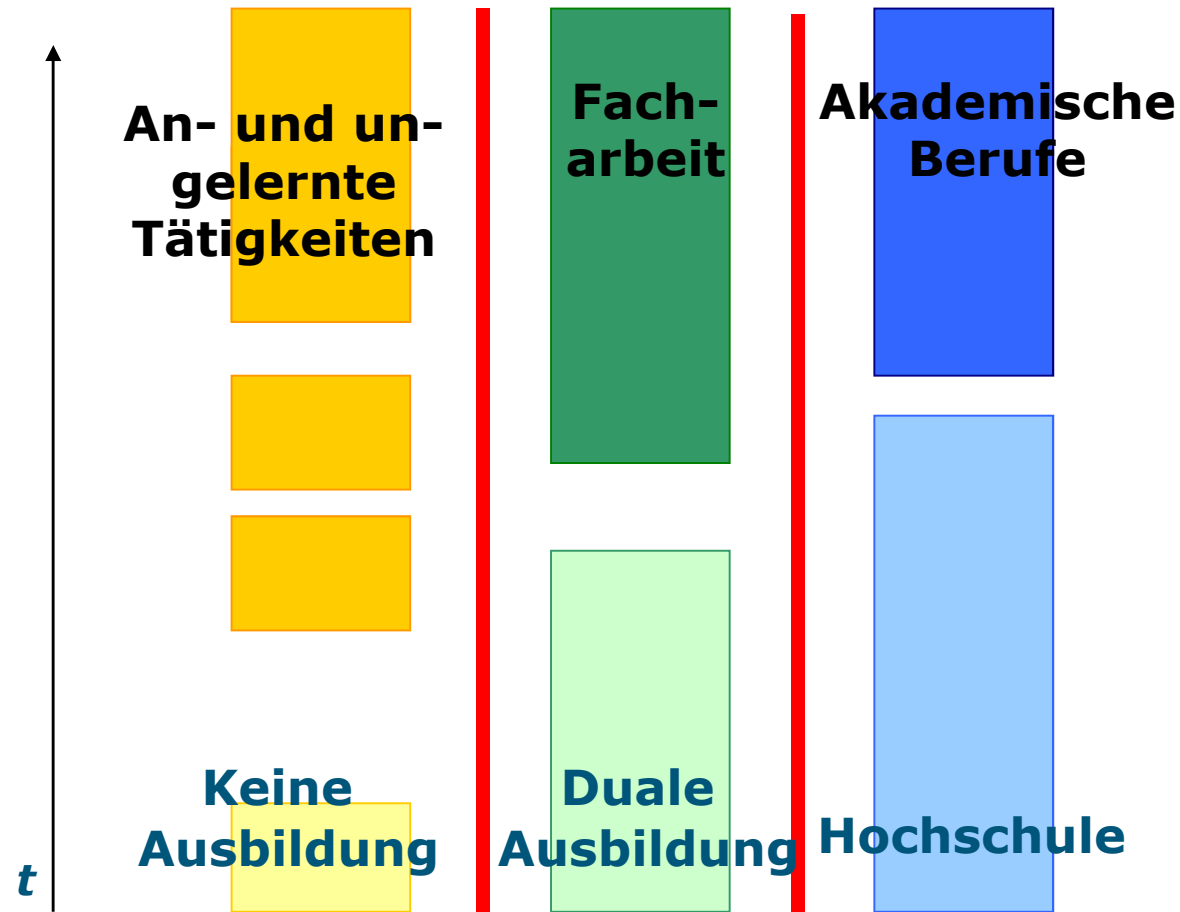 An- und un-
gelernte
Tätigkeiten
Fach-
arbeit
Akademische
Berufe
Keine
Ausbildung
Duale
Ausbildung
Hochschule
t